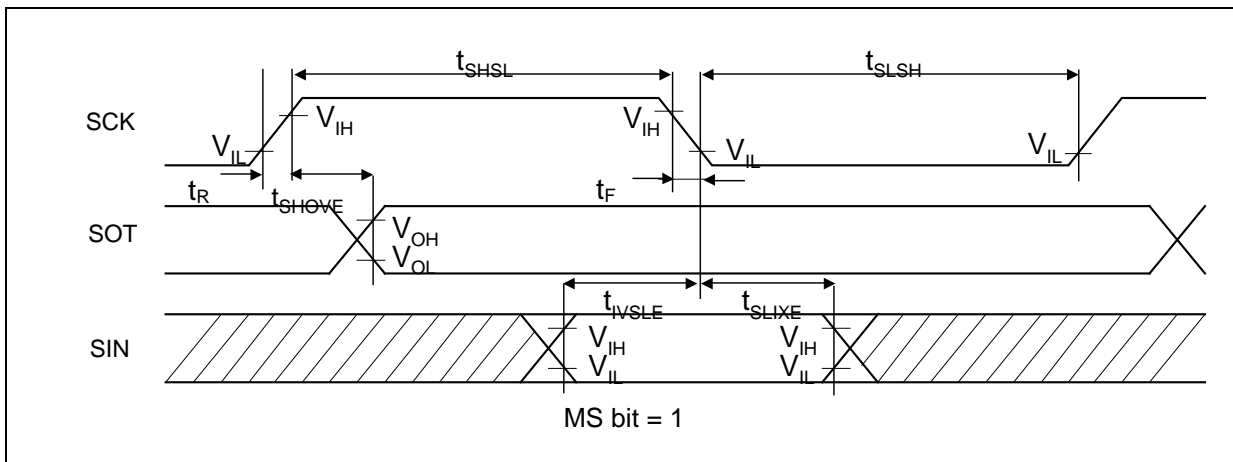 tSHSL
tSLSH
SCK
VIH
VIH
VIL
VIL
VIL
tR
tSHOVE
tF
SOT
VOH
VOL
tIVSLE
tSLIXE
SIN
VIH
VIH
VIL
VIL
MS bit = 1